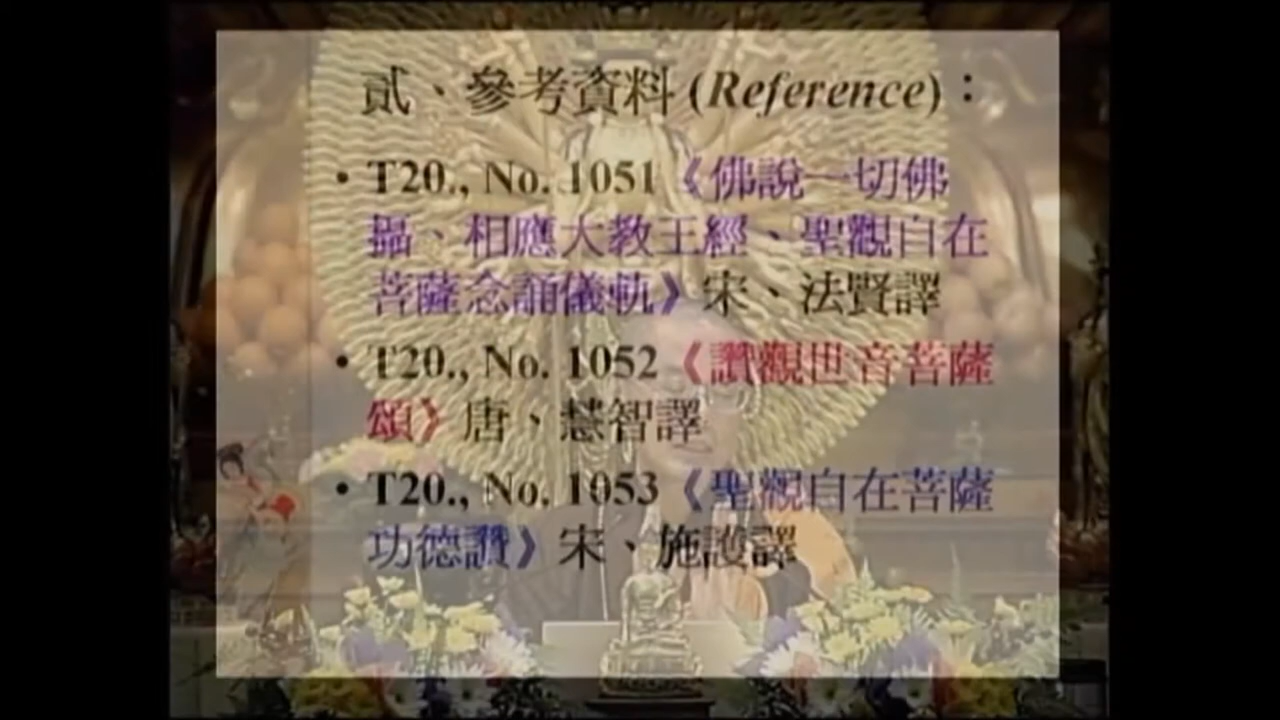 貳、參考資料 (Reference)：
• T20., No. 1051《佛說一切佛
攝、相應大教王經、聖觀自在
菩薩念誦儀軌》宋、法賢譯
• T20., No. 1052《讚觀世音菩薩
頌》唐、慧智譯
• T20., No. 1053《聖觀自在菩薩
功德讚》宋、施護譯